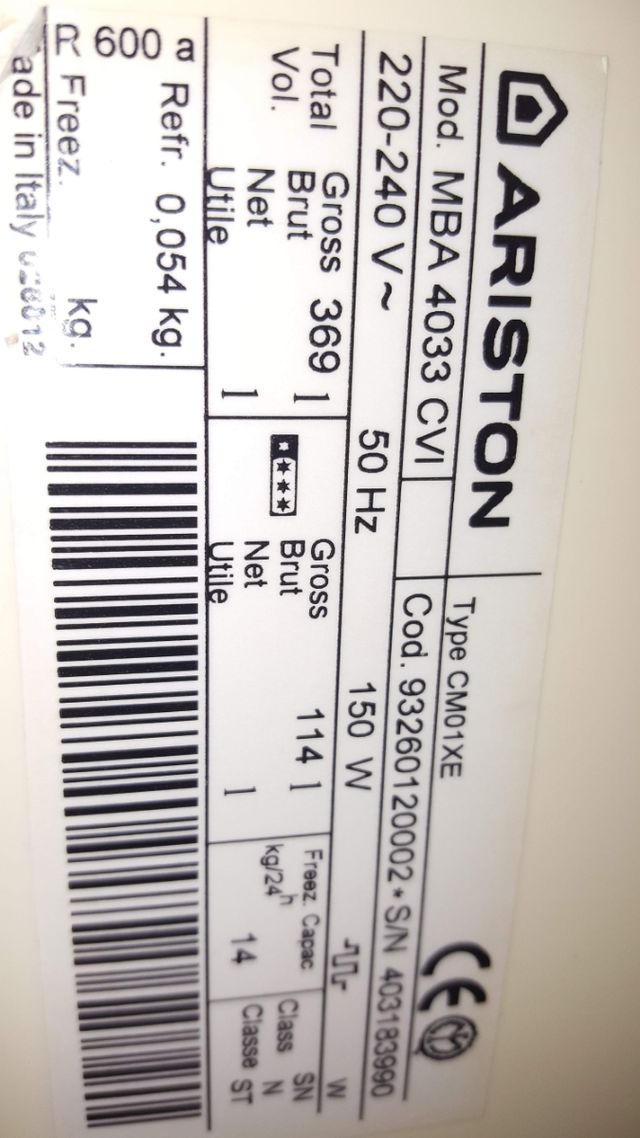 ARISTON
Type CM01XE
Mod. MBA 4033 CVI
Cod. 93260120002 * S/N 403183990
220-240 V~ 50 Hz 150 W W
Total Gross 369 l
Vol. Brut
Net l
Utile
Gross 114 l
Brut
Net l
Utile
Freez. Capac
kg/24h 14
Class SN
N
Classe ST
R 600 a Refr. 0,054 kg.
Freez. kg.
ade in Italy